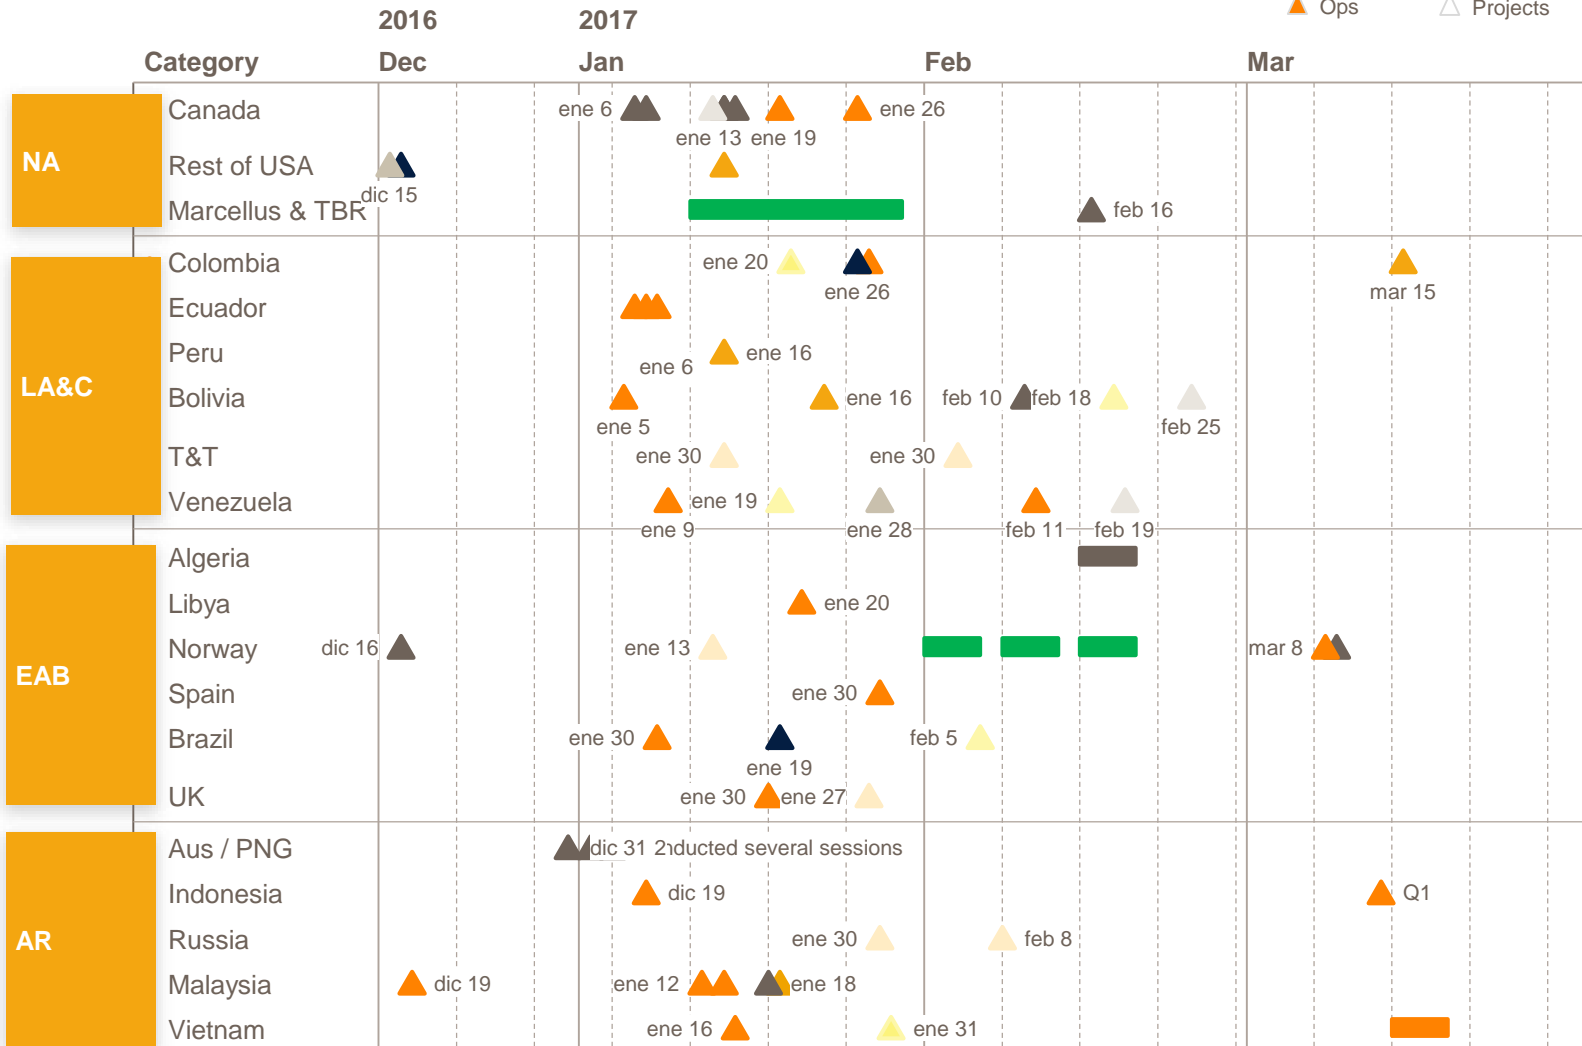 2016 2017 Ops Projects
Category Dec Jan Feb Mar
NA
Canada ene 6 ene 26
ene 13 ene 19
Rest of USA
dic 15
Marcellus & TBR feb 16
LA&C
Colombia ene 20
ene 26 mar 15
Ecuador
Peru ene 16
ene 6
Bolivia ene 16 feb 10 feb 18
ene 5 feb 25
T&T ene 30 ene 30
Venezuela ene 19
ene 9 ene 28 feb 11 feb 19
EAB
Algeria
Libya ene 20
Norway dic 16 ene 13 mar 8
Spain ene 30
Brazil ene 30 feb 5
ene 19
UK ene 30 ene 27
AR
Aus / PNG dic 31 several sessions
Indonesia dic 19 Q1
Russia ene 30 feb 8
Malaysia dic 19 ene 12 ene 18
Vietnam ene 16 ene 31